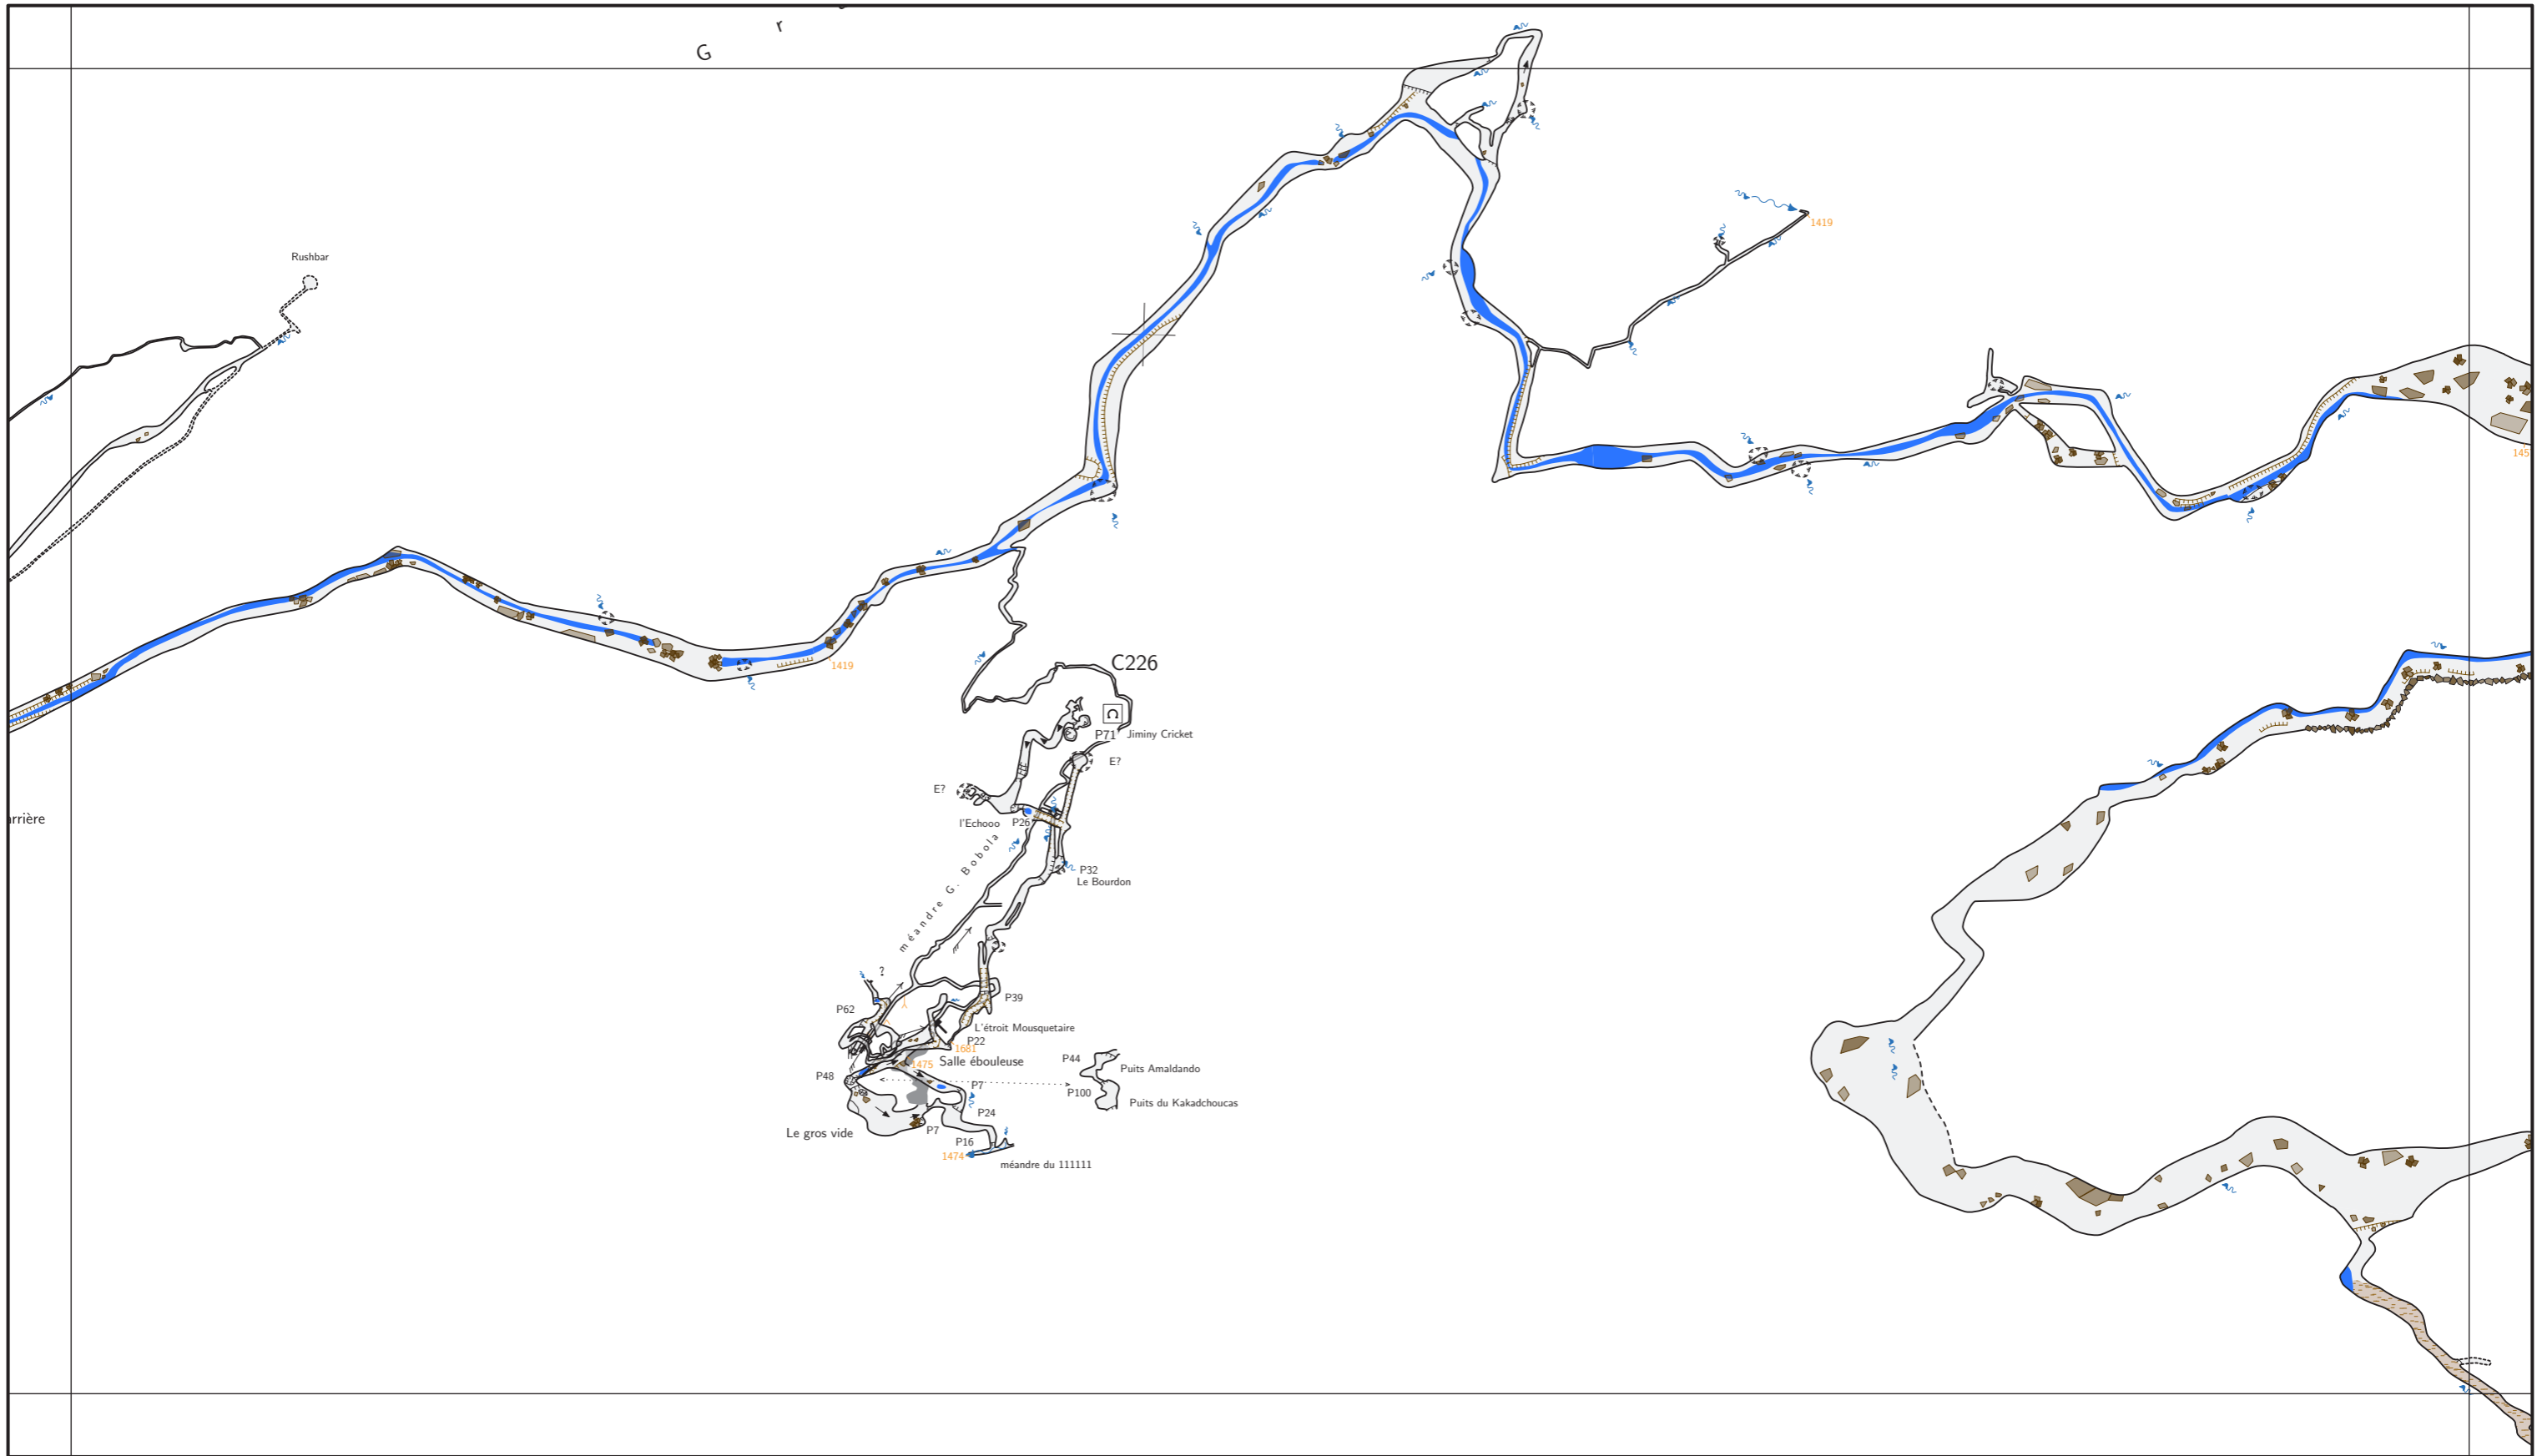 G r
Rushbar
1419
145
1419
C226
P71
Jiminy Cricket
E?
E?
rrière
l'Echooo
P26
P32
Le Bourdon
méandre G. Bobola
?
P62
P39
L'étroit Mousquetaire
P22
1681
Salle ébouleuse
1475
P44
Puits Amaldando
P48
P7
P100
Puits du Kakadchoucas
P24
Le gros vide
P7
P16
1474
méandre du 111111